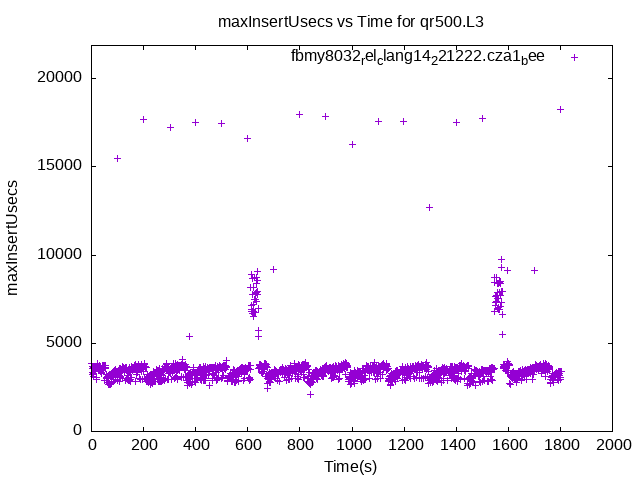 maxInsertUsecs vs Time for qr500.L3
fbmy8032relclang14221222.cza1bee
20000
15000
10000
5000
0
maxInsertUsecs
0 200 400 600 800 1000 1200 1400 1600 1800 2000
Time(s)